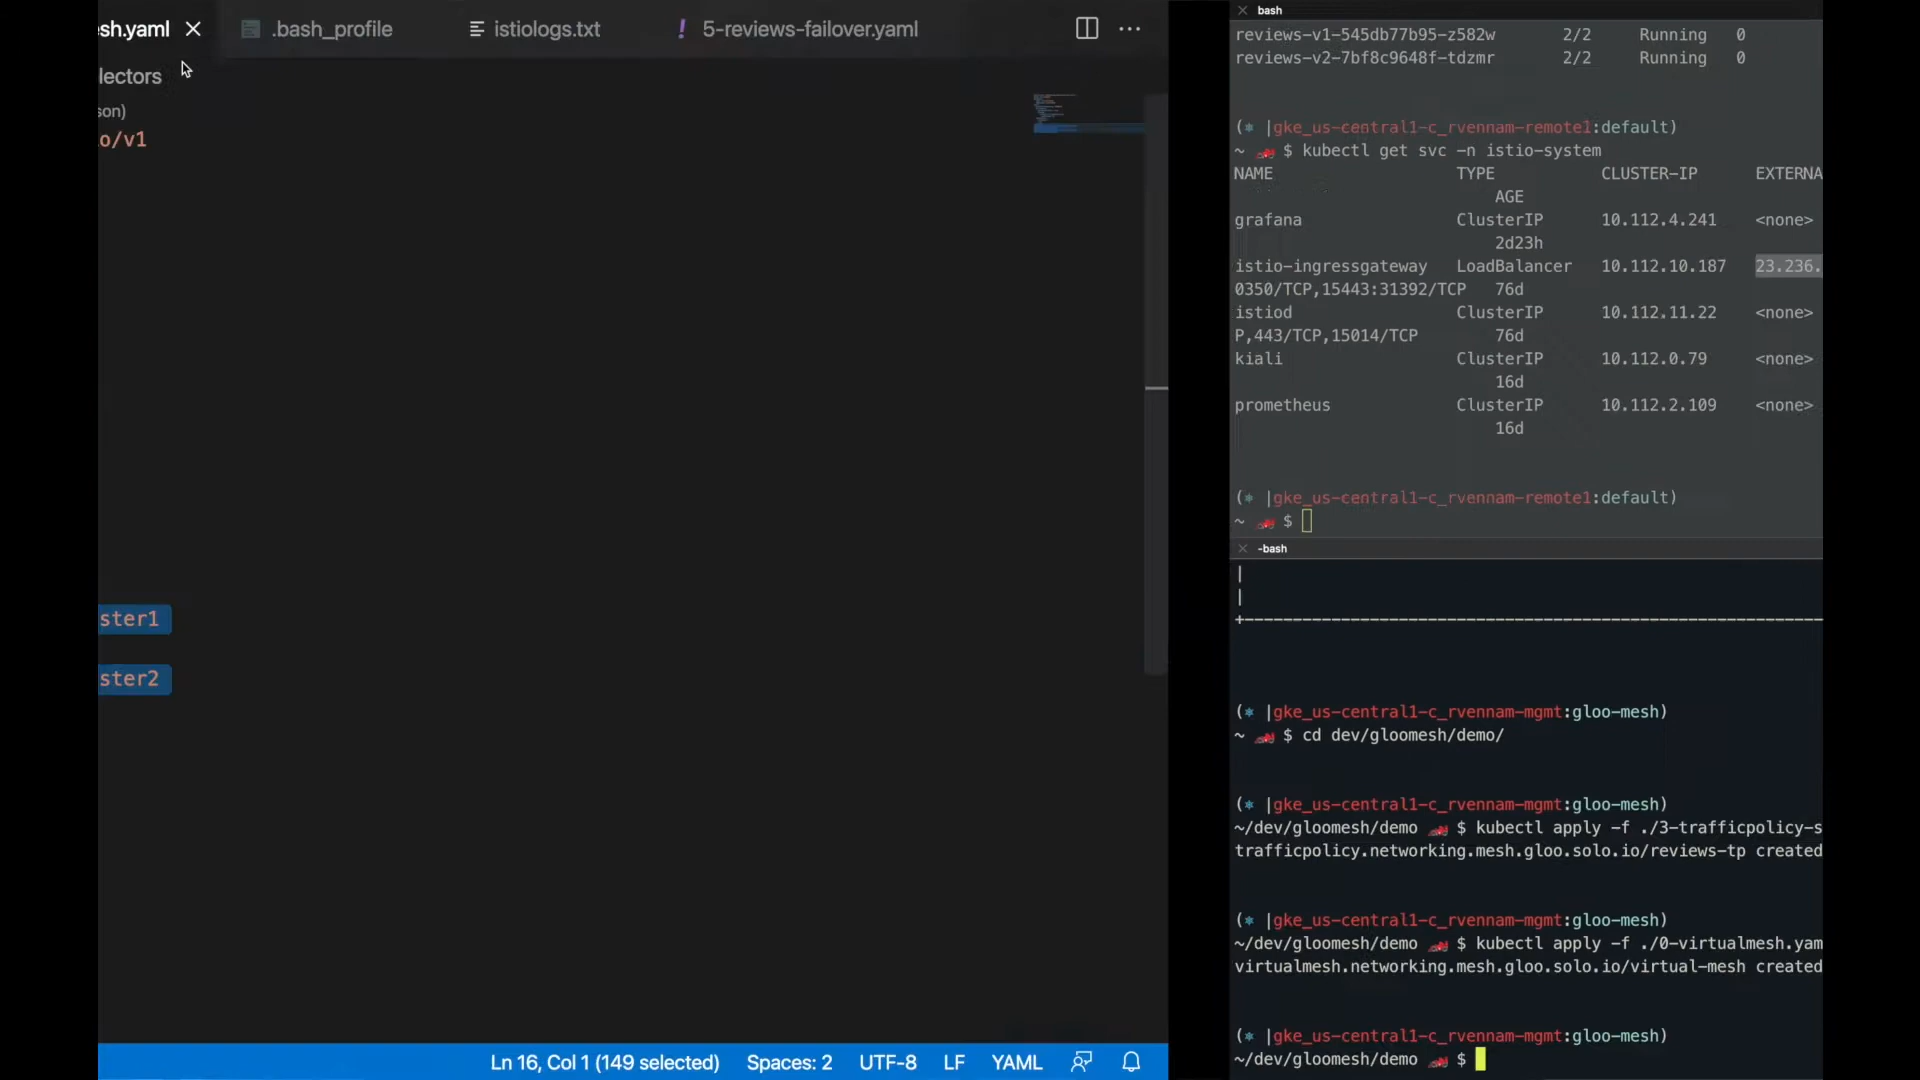 sh.yaml
.bash_profile
istiologs.txt
! 5-reviews-failover.yaml
lectors
son)
o/v1
ster1
ster2
Ln 16, Col 1 (149 selected) Spaces: 2 UTF-8 LF YAML
bash
reviews-v1-545db77b95-z582w 2/2 Running 0
reviews-v2-7bf8c9648f-tdzmr 2/2 Running 0
(⎈ |gke_us-central1-c_rvennam-remote1:default)
~ 🏎️ $ kubectl get svc -n istio-system
NAME TYPE CLUSTER-IP EXTERNA
AGE
grafana ClusterIP 10.112.4.241 <none>
2d23h
istio-ingressgateway LoadBalancer 10.112.10.187 23.236.
0350/TCP,15443:31392/TCP 76d
istiod ClusterIP 10.112.11.22 <none>
P,443/TCP,15014/TCP 76d
kiali ClusterIP 10.112.0.79 <none>
16d
prometheus ClusterIP 10.112.2.109 <none>
16d
(⎈ |gke_us-central1-c_rvennam-remote1:default)
~ 🏎️ $
-bash
|
|
+------------------------------------------------------------
(⎈ |gke_us-central1-c_rvennam-mgmt:gloo-mesh)
~ 🏎️ $ cd dev/gloomesh/demo/
(⎈ |gke_us-central1-c_rvennam-mgmt:gloo-mesh)
~/dev/gloomesh/demo 🏎️ $ kubectl apply -f ./3-trafficpolicy-s
trafficpolicy.networking.mesh.gloo.solo.io/reviews-tp created
(⎈ |gke_us-central1-c_rvennam-mgmt:gloo-mesh)
~/dev/gloomesh/demo 🏎️ $ kubectl apply -f ./0-virtualmesh.yam
virtualmesh.networking.mesh.gloo.solo.io/virtual-mesh created
(⎈ |gke_us-central1-c_rvennam-mgmt:gloo-mesh)
~/dev/gloomesh/demo 🏎️ $